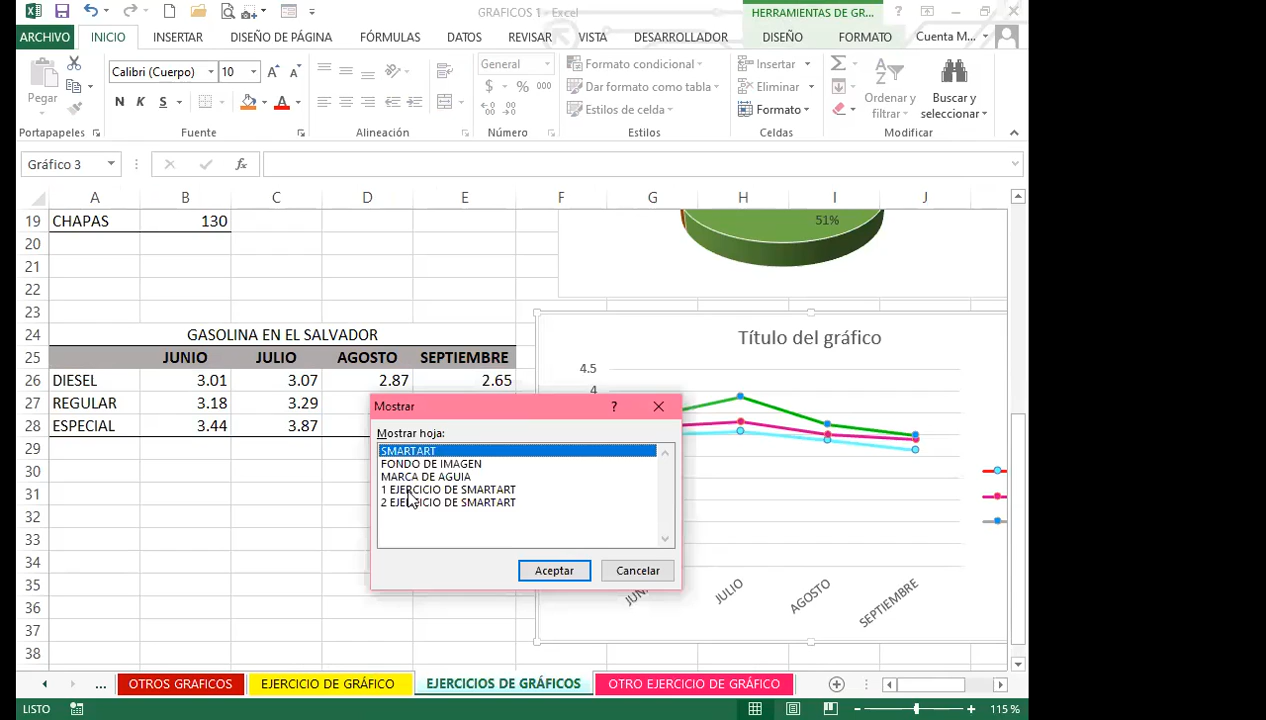 GRAFICOS 1 - Excel
HERRAMIENTAS DE GR...
ARCHIVO INICIO INSERTAR DISEÑO DE PÁGINA FÓRMULAS DATOS REVISAR VISTA DESARROLLADOR DISEÑO FORMATO Cuenta M...
Pegar
Calibri (Cuerpo) 10
N K S
General
$ % 000
Formato condicional
Dar formato como tabla
Estilos de celda
Insertar
Eliminar
Formato
Ordenar y filtrar
Buscar y seleccionar
Portapapeles Fuente Alineación Número Estilos Celdas Modificar
Gráfico 3 fx
A B C D E F G H I J
19 CHAPAS 130
51%
20
21
22
23
24 GASOLINA EN EL SALVADOR
25 JUNIO JULIO AGOSTO SEPTIEMBRE
26 DIESEL 3.01 3.07 2.87 2.65
27 REGULAR 3.18 3.29
28 ESPECIAL 3.44 3.87
29
30
31
32
33
34
35
36
37
38
Título del gráfico
4.5
4
JULIO
AGOSTO
SEPTIEMBRE
Mostrar ?
Mostrar hoja:
SMARTART
FONDO DE IMAGEN
MARCA DE AGUIA
1 EJERCICIO DE SMARTART
2 EJERCICIO DE SMARTART
Aceptar Cancelar
... OTROS GRAFICOS EJERCICIO DE GRÁFICO EJERCICIOS DE GRÁFICOS OTRO EJERCICIO DE GRÁFICO
LISTO 115 %